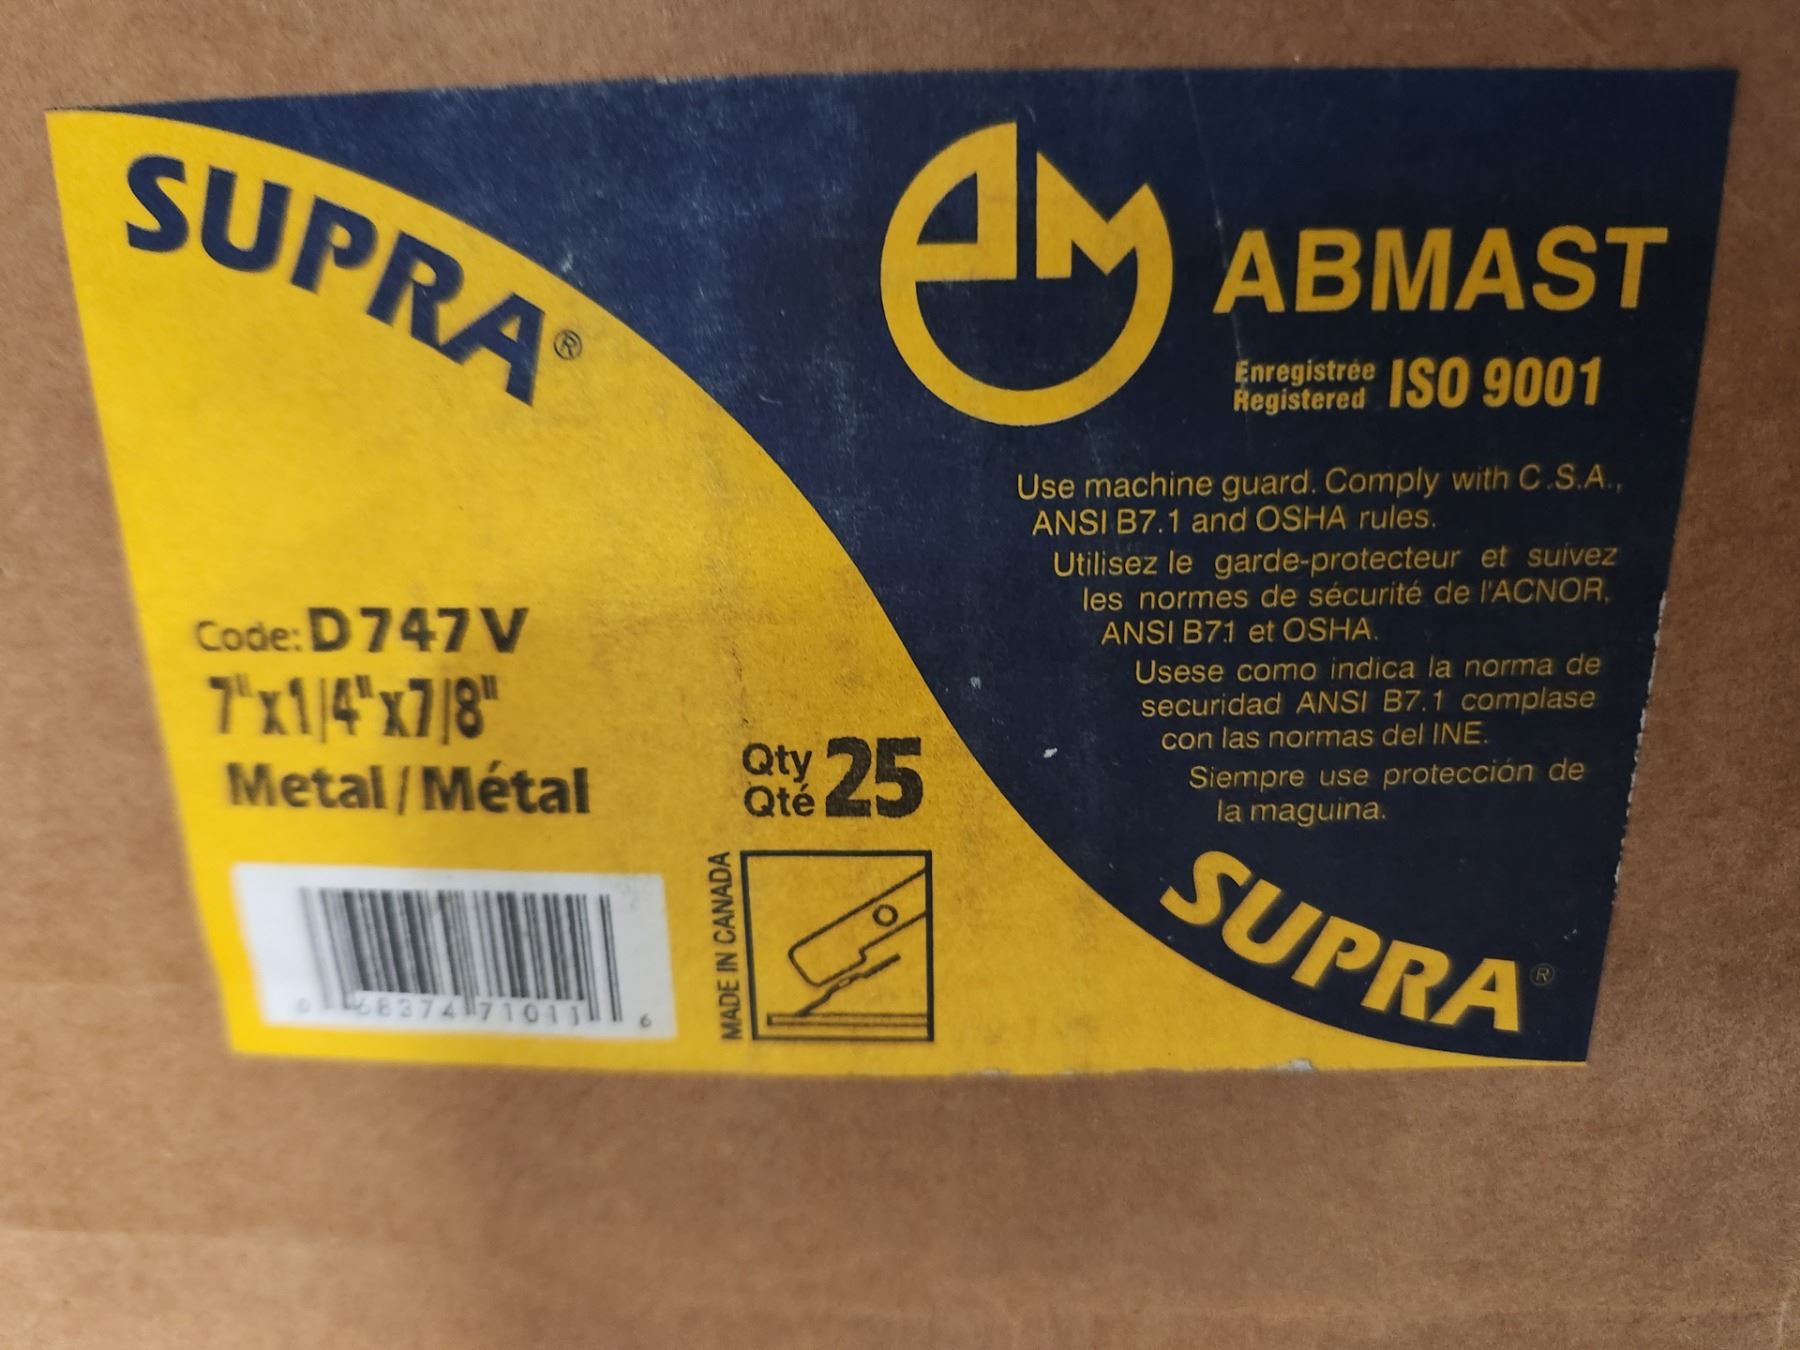 SUPRA®
Code: D747V
7"x1/4"x7/8"
Metal / Métal
Qty
Qté 25
MADE IN CANADA
68374 71011 6
ABMAST
Enregistrée
Registered ISO 9001
Use machine guard. Comply with C.S.A.,
ANSI B7.1 and OSHA rules.
Utilisez le garde-protecteur et suivez
les normes de sécurité de l'ACNOR,
ANSI B7.1 et OSHA.
Usese como indica la norma de
securidad ANSI B7.1 complase
con las normas del INE.
Siempre use protección de
la maguina.
SUPRA®